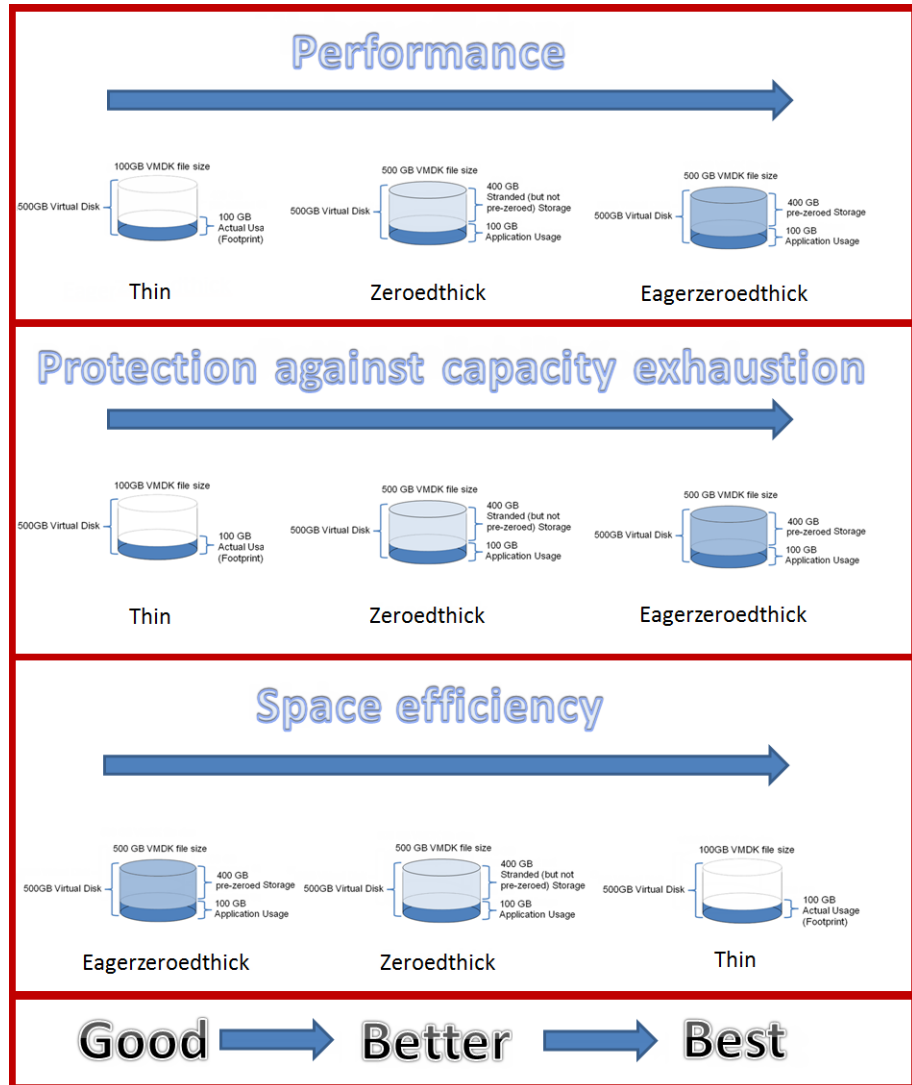 Performance
100GB VMDK file size
500GB Virtual Disk
100 GB
Actual Usa
(Footprint)
Thin
500 GB VMDK file size
500GB Virtual Disk
400 GB
Stranded (but not
pre-zeroed) Storage
100 GB
Application Usage
Zeroedthick
500 GB VMDK file size
500GB Virtual Disk
400 GB
pre-zeroed Storage
100 GB
Application Usage
Eagerzeroedthick
Protection against capacity exhaustion
100GB VMDK file size
500GB Virtual Disk
100 GB
Actual Usa
(Footprint)
Thin
500 GB VMDK file size
500GB Virtual Disk
400 GB
Stranded (but not
pre-zeroed) Storage
100 GB
Application Usage
Zeroedthick
500 GB VMDK file size
500GB Virtual Disk
400 GB
pre-zeroed Storage
100 GB
Application Usage
Eagerzeroedthick
Space efficiency
500 GB VMDK file size
500GB Virtual Disk
400 GB
pre-zeroed Storage
100 GB
Application Usage
Eagerzeroedthick
500 GB VMDK file size
500GB Virtual Disk
400 GB
Stranded (but not
pre-zeroed) Storage
100 GB
Application Usage
Zeroedthick
100GB VMDK file size
500GB Virtual Disk
100 GB
Actual Usage
(Footprint)
Thin
Good Better Best